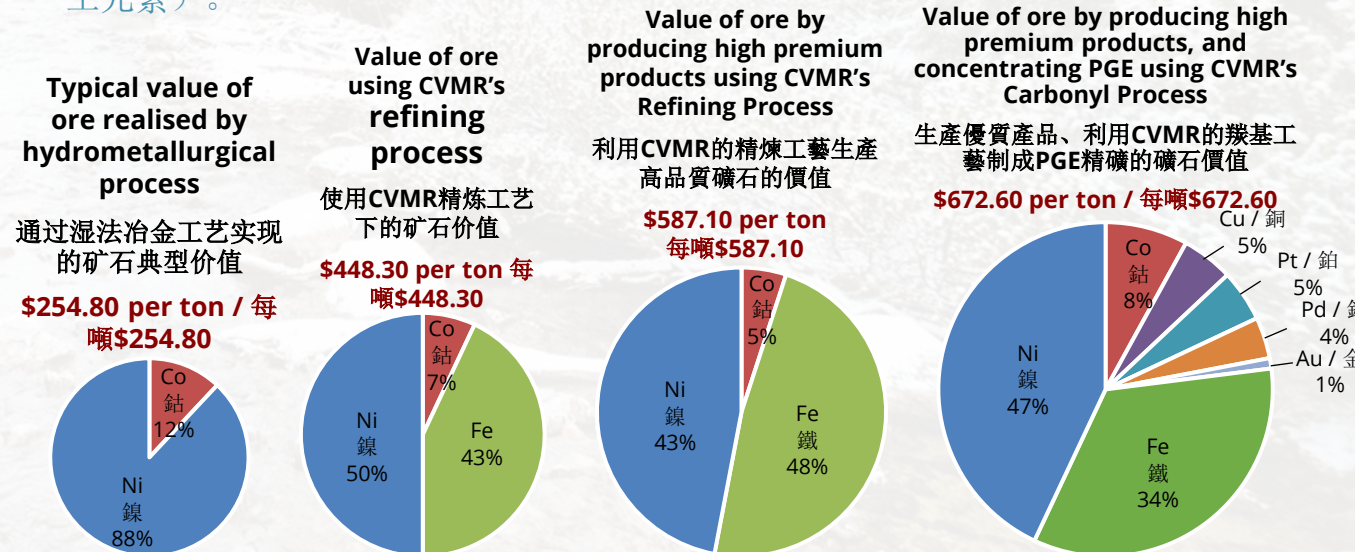 土元素）。
Typical value of
ore realised by
hydrometallurgical
process
通过湿法冶金工艺实现
的矿石典型价值
$254.80 per ton / 每
噸$254.80
Co
鈷
12%
Ni
鎳
88%
Value of ore
using CVMR’s
refining
process
使用CVMR精炼工艺
下的矿石价值
$448.30 per ton 每
噸$448.30
Co
鈷
7%
Ni
鎳
50%
Fe
43%
Value of ore by
producing high premium
products using CVMR’s
Refining Process
利用CVMR的精煉工藝生產
高品質礦石的價值
$587.10 per ton
每噸$587.10
Co
鈷
5%
Ni
鎳
43%
Fe
鐵
48%
Value of ore by producing high
premium products, and
concentrating PGE using CVMR’s
Carbonyl Process
生產優質產品、利用CVMR的羰基工
藝制成PGE精礦的礦石價值
$672.60 per ton / 每噸$672.60
Co
鈷
8%
Cu / 銅
5%
Pt / 鉑
5%
Pd /
4%
Au / 金
1%
Ni
鎳
47%
Fe
鐵
34%